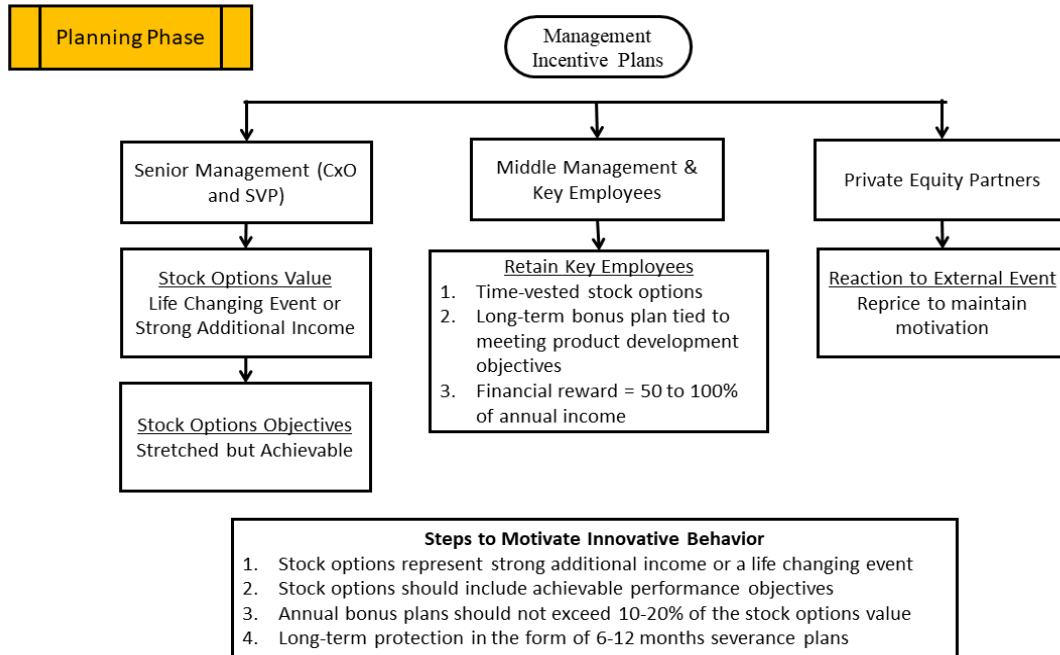 Planning Phase
Management
Incentive Plans
Senior Management (CxO
and SVP)
Middle Management &
Key Employees
Private Equity Partners
Stock Options Value
Life Changing Event or
Strong Additional Income
Retain Key Employees
1. Time-vested stock options
2. Long-term bonus plan tied to
meeting product development
objectives
3. Financial reward = 50 to 100%
of annual income
Reaction to External Event
Reprice to maintain
motivation
Stock Options Objectives
Stretched but Achievable
Steps to Motivate Innovative Behavior
1. Stock options represent strong additional income or a life changing event
2. Stock options should include achievable performance objectives
3. Annual bonus plans should not exceed 10-20% of the stock options value
4. Long-term protection in the form of 6-12 months severance plans